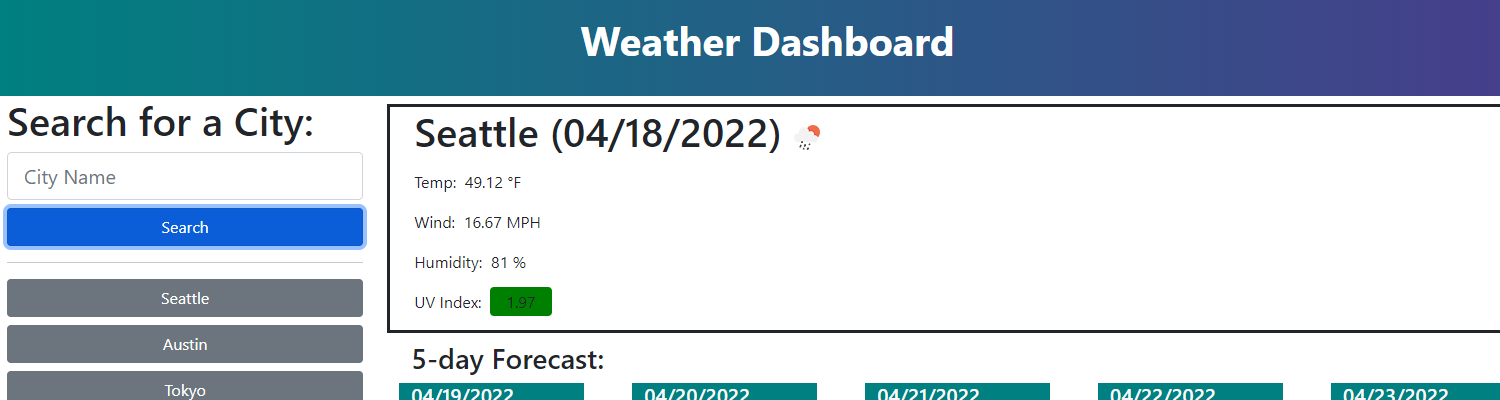 Weather Dashboard
Search for a City:
City Name
Search
Seattle
Austin
Tokyo
Seattle (04/18/2022)
Temp: 49.12 °F
Wind: 16.67 MPH
Humidity: 81 %
UV Index: 1.97
5-day Forecast:
04/19/2022
04/20/2022
04/21/2022
04/22/2022
04/23/2022